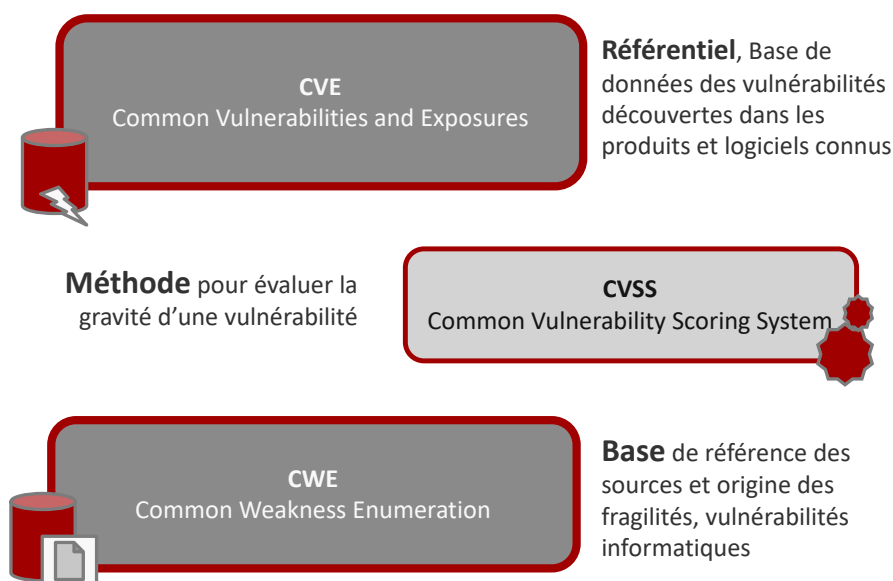 CVE
Common Vulnerabilities and Exposures
Référentiel, Base de
données des vulnérabilités
découvertes dans les
produits et logiciels connus
Méthode pour évaluer la
gravité d’une vulnérabilité
CVSS
Common Vulnerability Scoring System
CWE
Common Weakness Enumeration
Base de référence des
sources et origine des
fragilités, vulnérabilités
informatiques